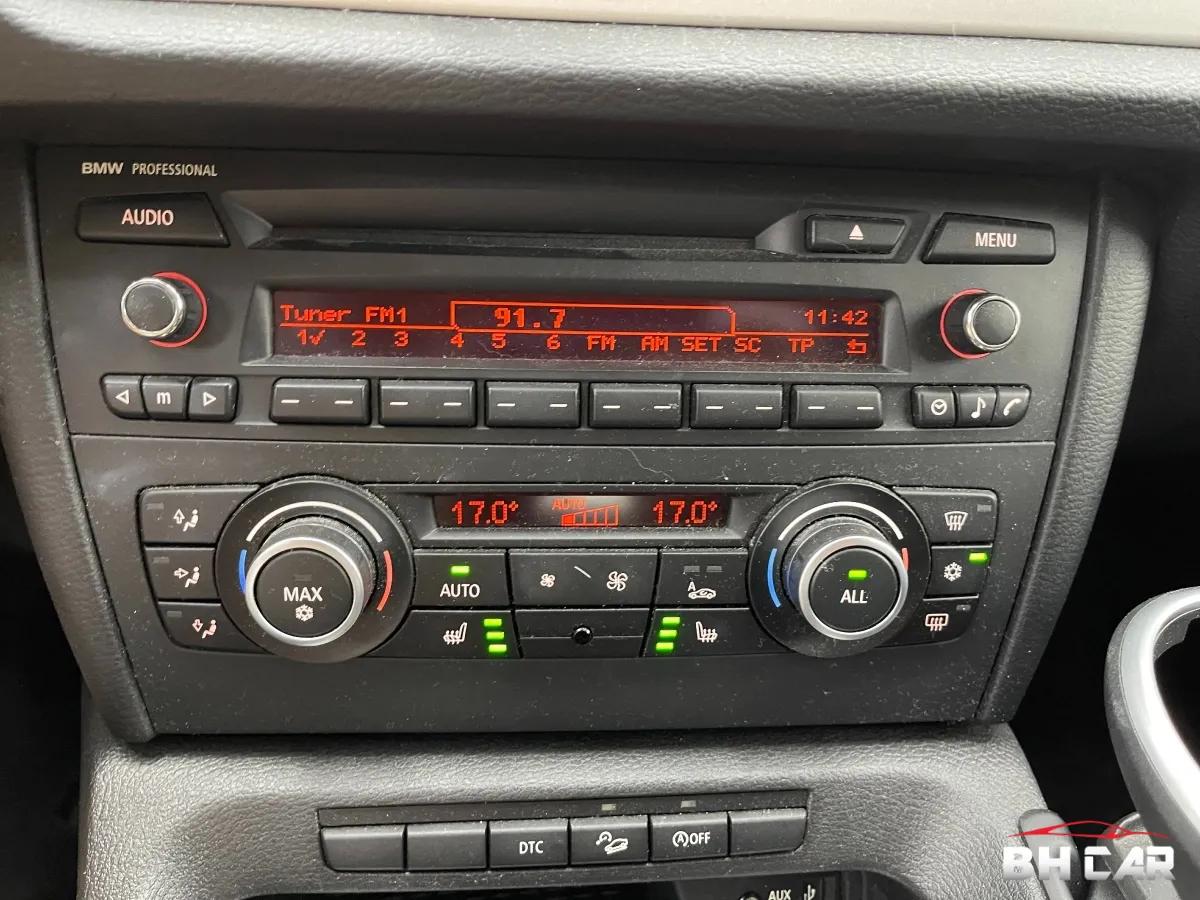 BMW PROFESSIONAL
AUDIO
MENU
Tuner FM1 91.7 11:42
1✓ 2 3 4 5 6 FM AM SET SC TP
m
17.0° AUTO 17.0°
MAX
AUTO
A
ALL
DTC
A OFF
AUX
BH CAR